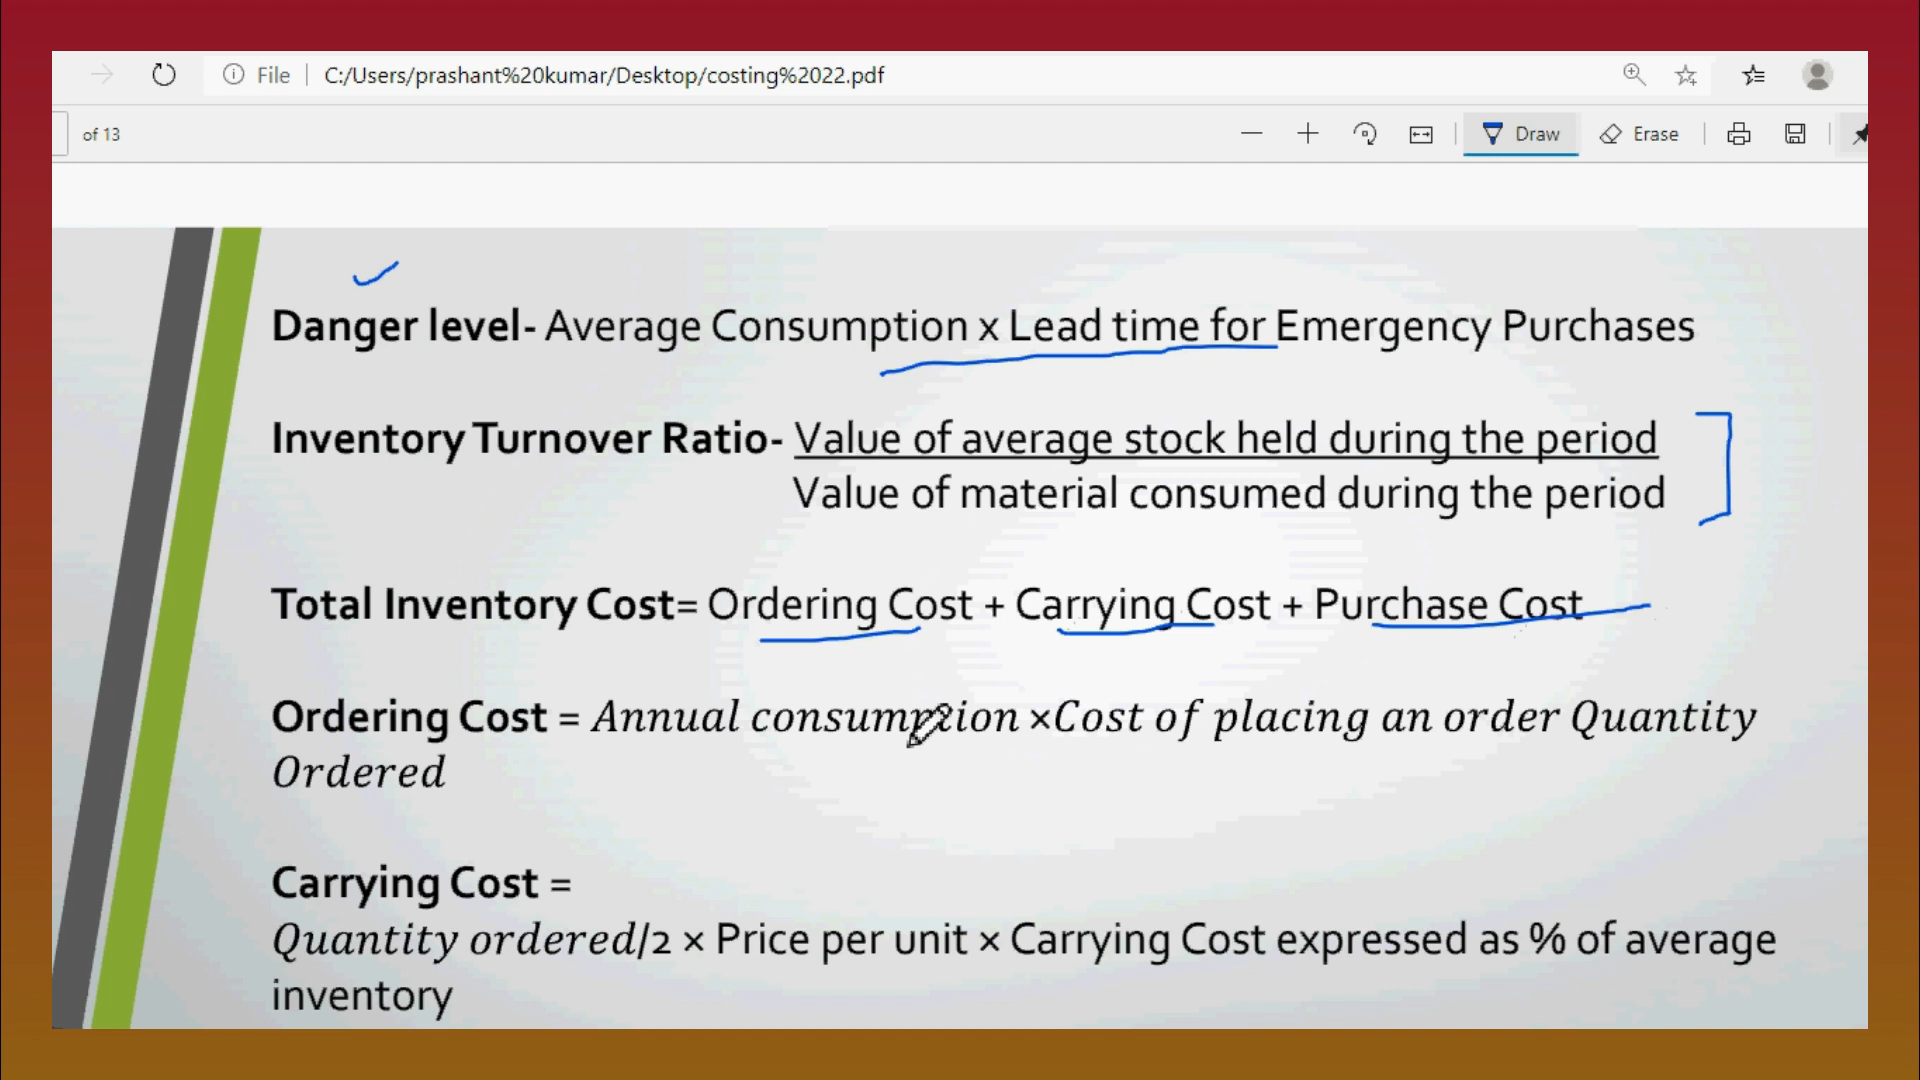 File | C:/Users/prashant%20kumar/Desktop/costing%2022.pdf
of 13
Draw
Erase
Danger level- Average Consumption x Lead time for Emergency Purchases
Inventory Turnover Ratio- Value of average stock held during the period
Value of material consumed during the period
Total Inventory Cost= Ordering Cost + Carrying Cost + Purchase Cost
Ordering Cost = Annual consumption ×Cost of placing an order Quantity
Ordered
Carrying Cost =
Quantity ordered/2 × Price per unit × Carrying Cost expressed as % of average
inventory